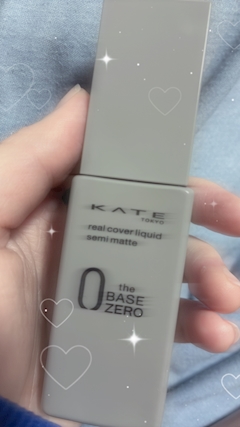 KATE
TOKYO
real cover liquid
semi matte
0 the
BASE
ZERO